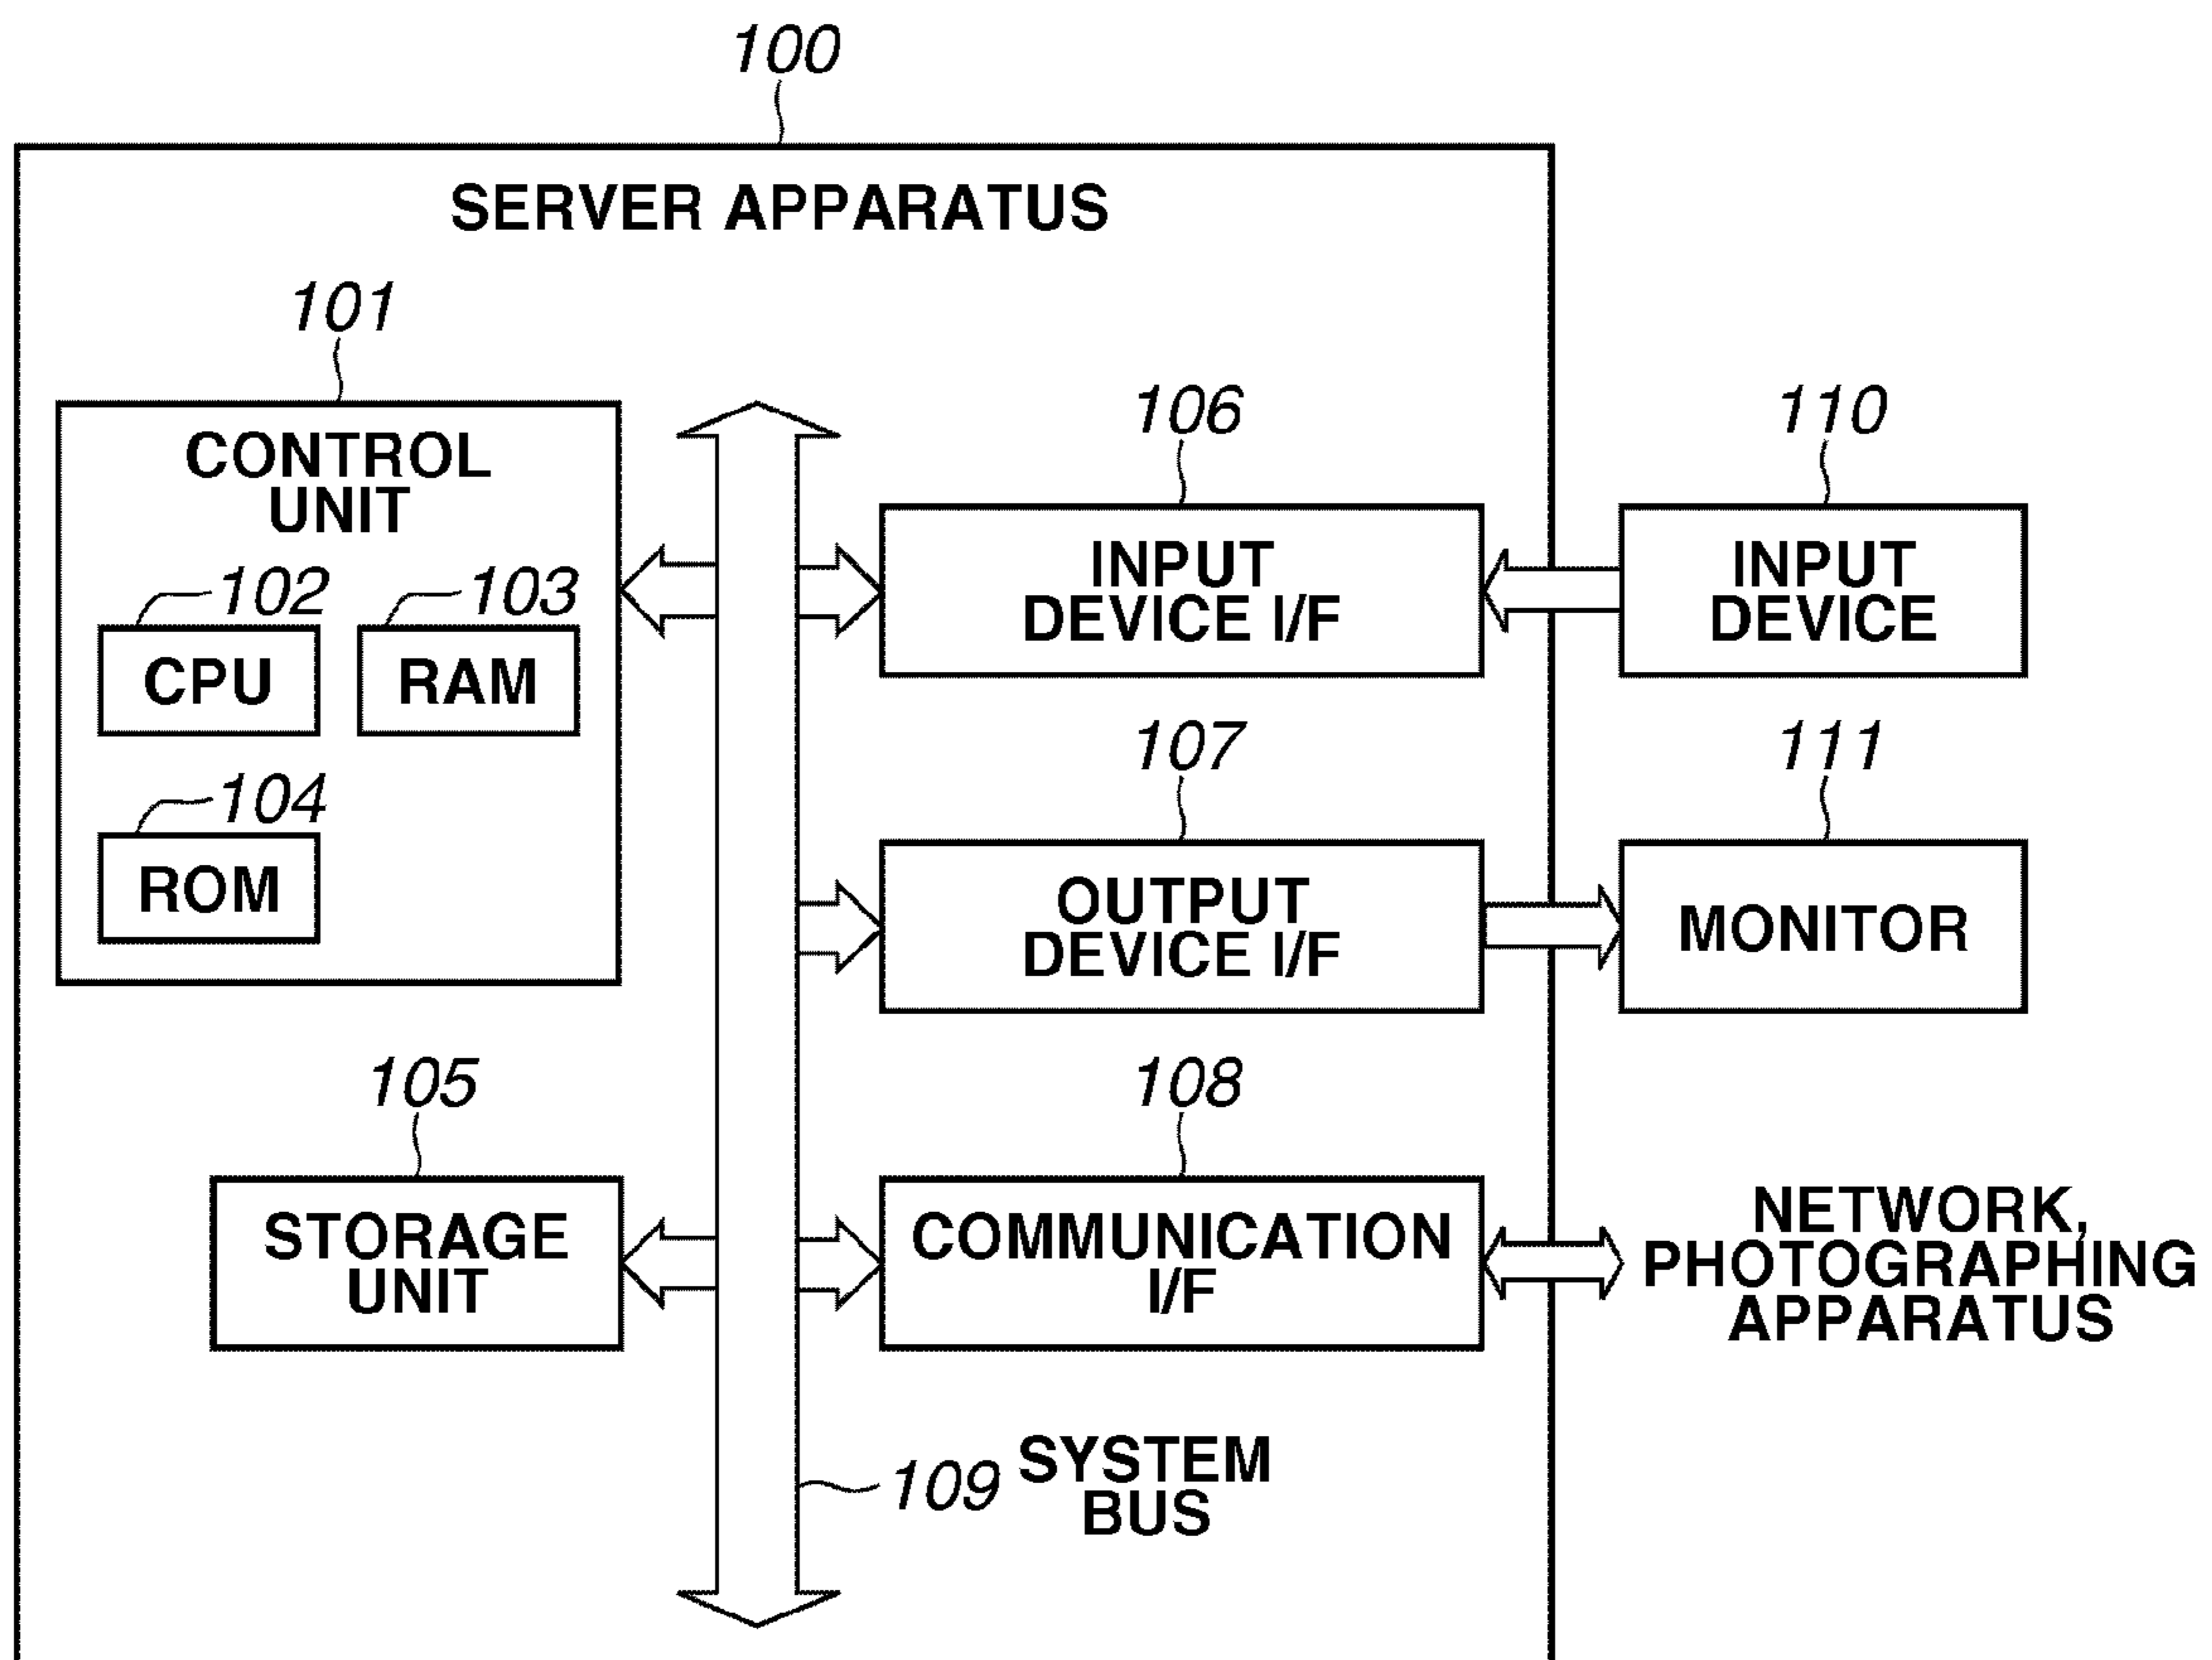 100
SERVER APPARATUS
101
CONTROL
UNIT
102
CPU
103
RAM
104
ROM
105
STORAGE
UNIT
106
INPUT
DEVICE I/F
107
OUTPUT
DEVICE I/F
108
COMMUNICATION
I/F
109
SYSTEM
BUS
110
INPUT
DEVICE
111
MONITOR
NETWORK,
PHOTOGRAPHING
APPARATUS